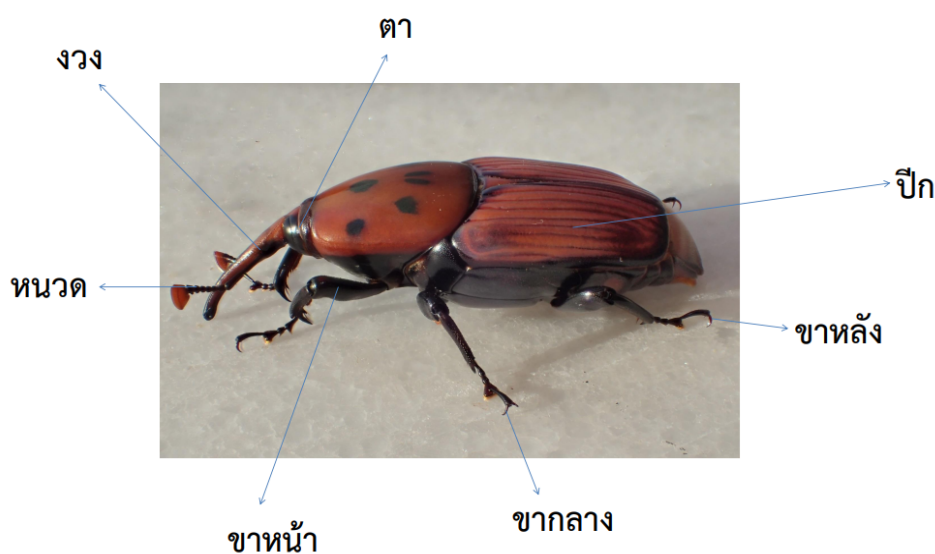 ตา
งวง
ปีก
หนวด
ขาหลัง
ขากลาง
ขาหน้า